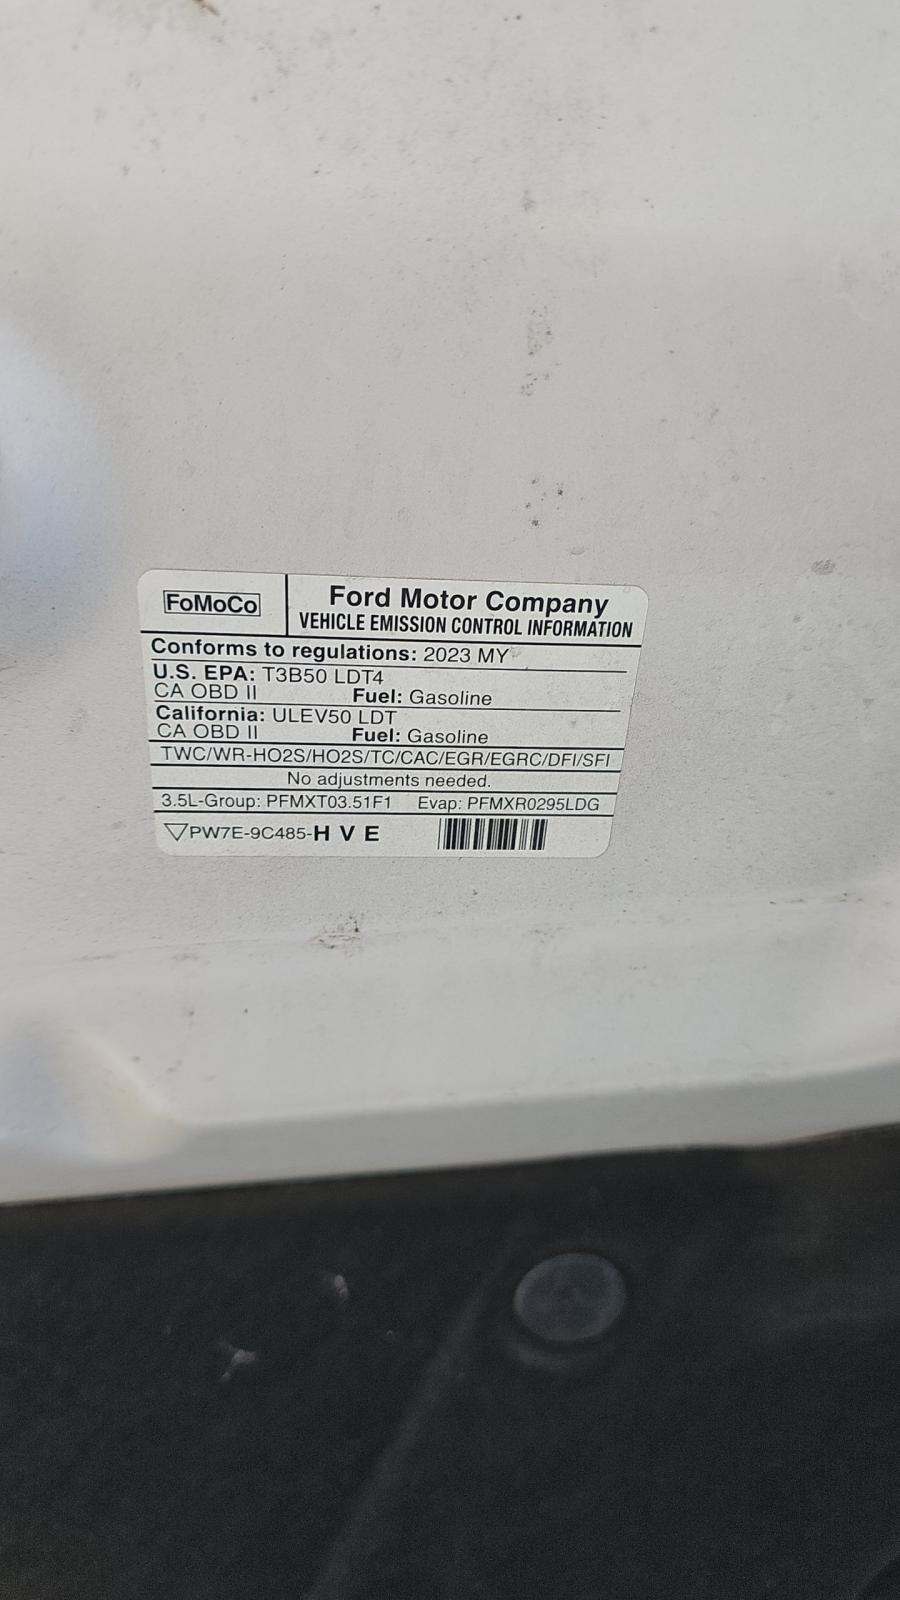 FoMoCo
Ford Motor Company
VEHICLE EMISSION CONTROL INFORMATION
Conforms to regulations: 2023 MY
U.S. EPA: T3B50 LDT4
CA OBD II Fuel: Gasoline
California: ULEV50 LDT
CA OBD II Fuel: Gasoline
TWC/WR-HO2S/HO2S/TC/CAC/EGR/EGRC/DFI/SFI
No adjustments needed.
3.5L-Group: PFMXT03.51F1 Evap: PFMXR0295LDG
PW7E-9C485-H V E